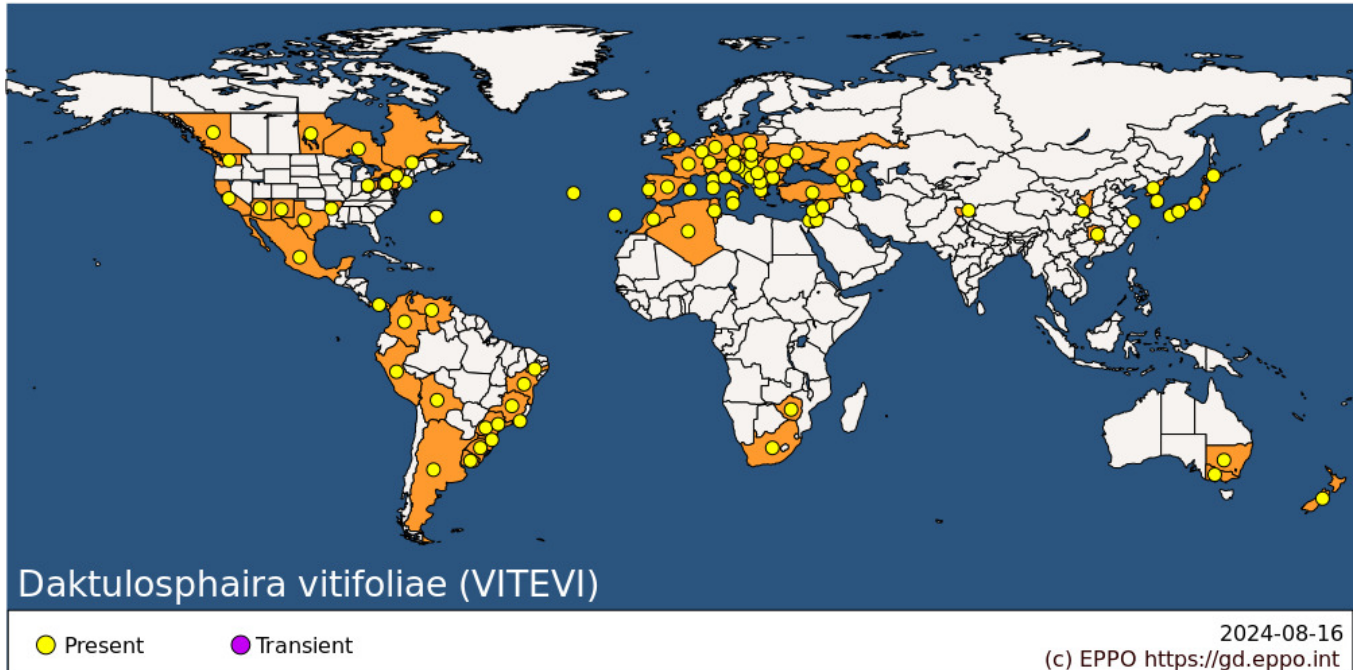 Daktulosphaira vitifoliae (VITEVI)
Present
Transient
2024-08-16
(c) EPPO https://gd.eppo.int